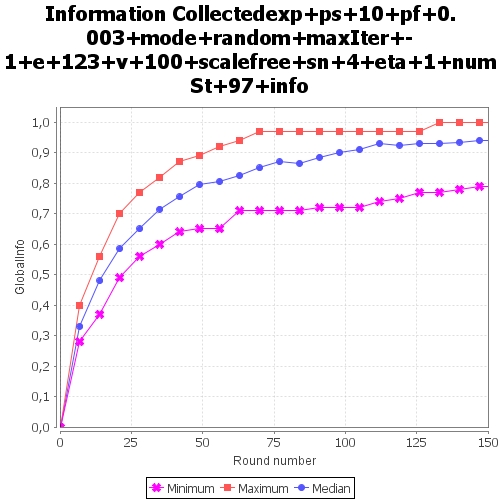 Information Collectedexp+ps+10+pf+0.
003+mode+random+maxIter+-
1+e+123+v+100+scalefree+sn+4+eta+1+num
St+97+info
GlobalInfo
1,0
0,9
0,8
0,7
0,6
0,5
0,4
0,3
0,2
0,1
0,0
0 25 50 75 100 125 150
Round number
Minimum Maximum Median